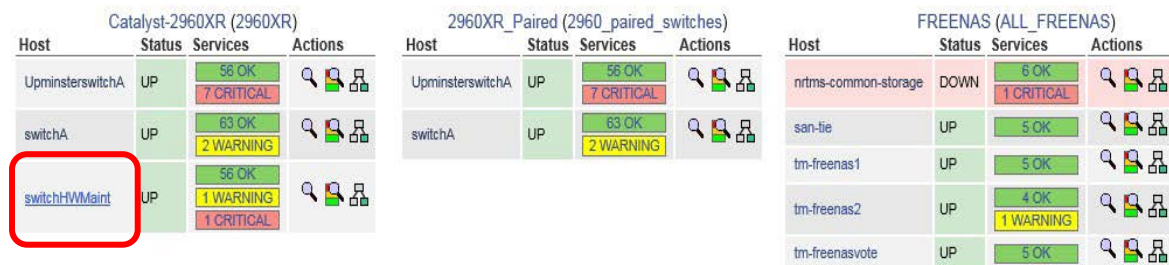 Catalyst-2960XR (2960XR)
Host Status Services Actions
UpminsterswitchA UP 56 OK
7 CRITICAL
switchA UP 63 OK
2 WARNING
switchHWMaint UP 56 OK
1 WARNING
1 CRITICAL
2960XR_Paired (2960_paired_switches)
Host Status Services Actions
UpminsterswitchA UP 56 OK
7 CRITICAL
switchA UP 63 OK
2 WARNING
FREENAS (ALL_FREENAS)
Host Status Services Actions
nrtms-common-storage DOWN 6 OK
1 CRITICAL
san-tie UP 5 OK
tm-freenas1 UP 5 OK
tm-freenas2 UP 4 OK
1 WARNING
tm-freenasvote UP 5 OK